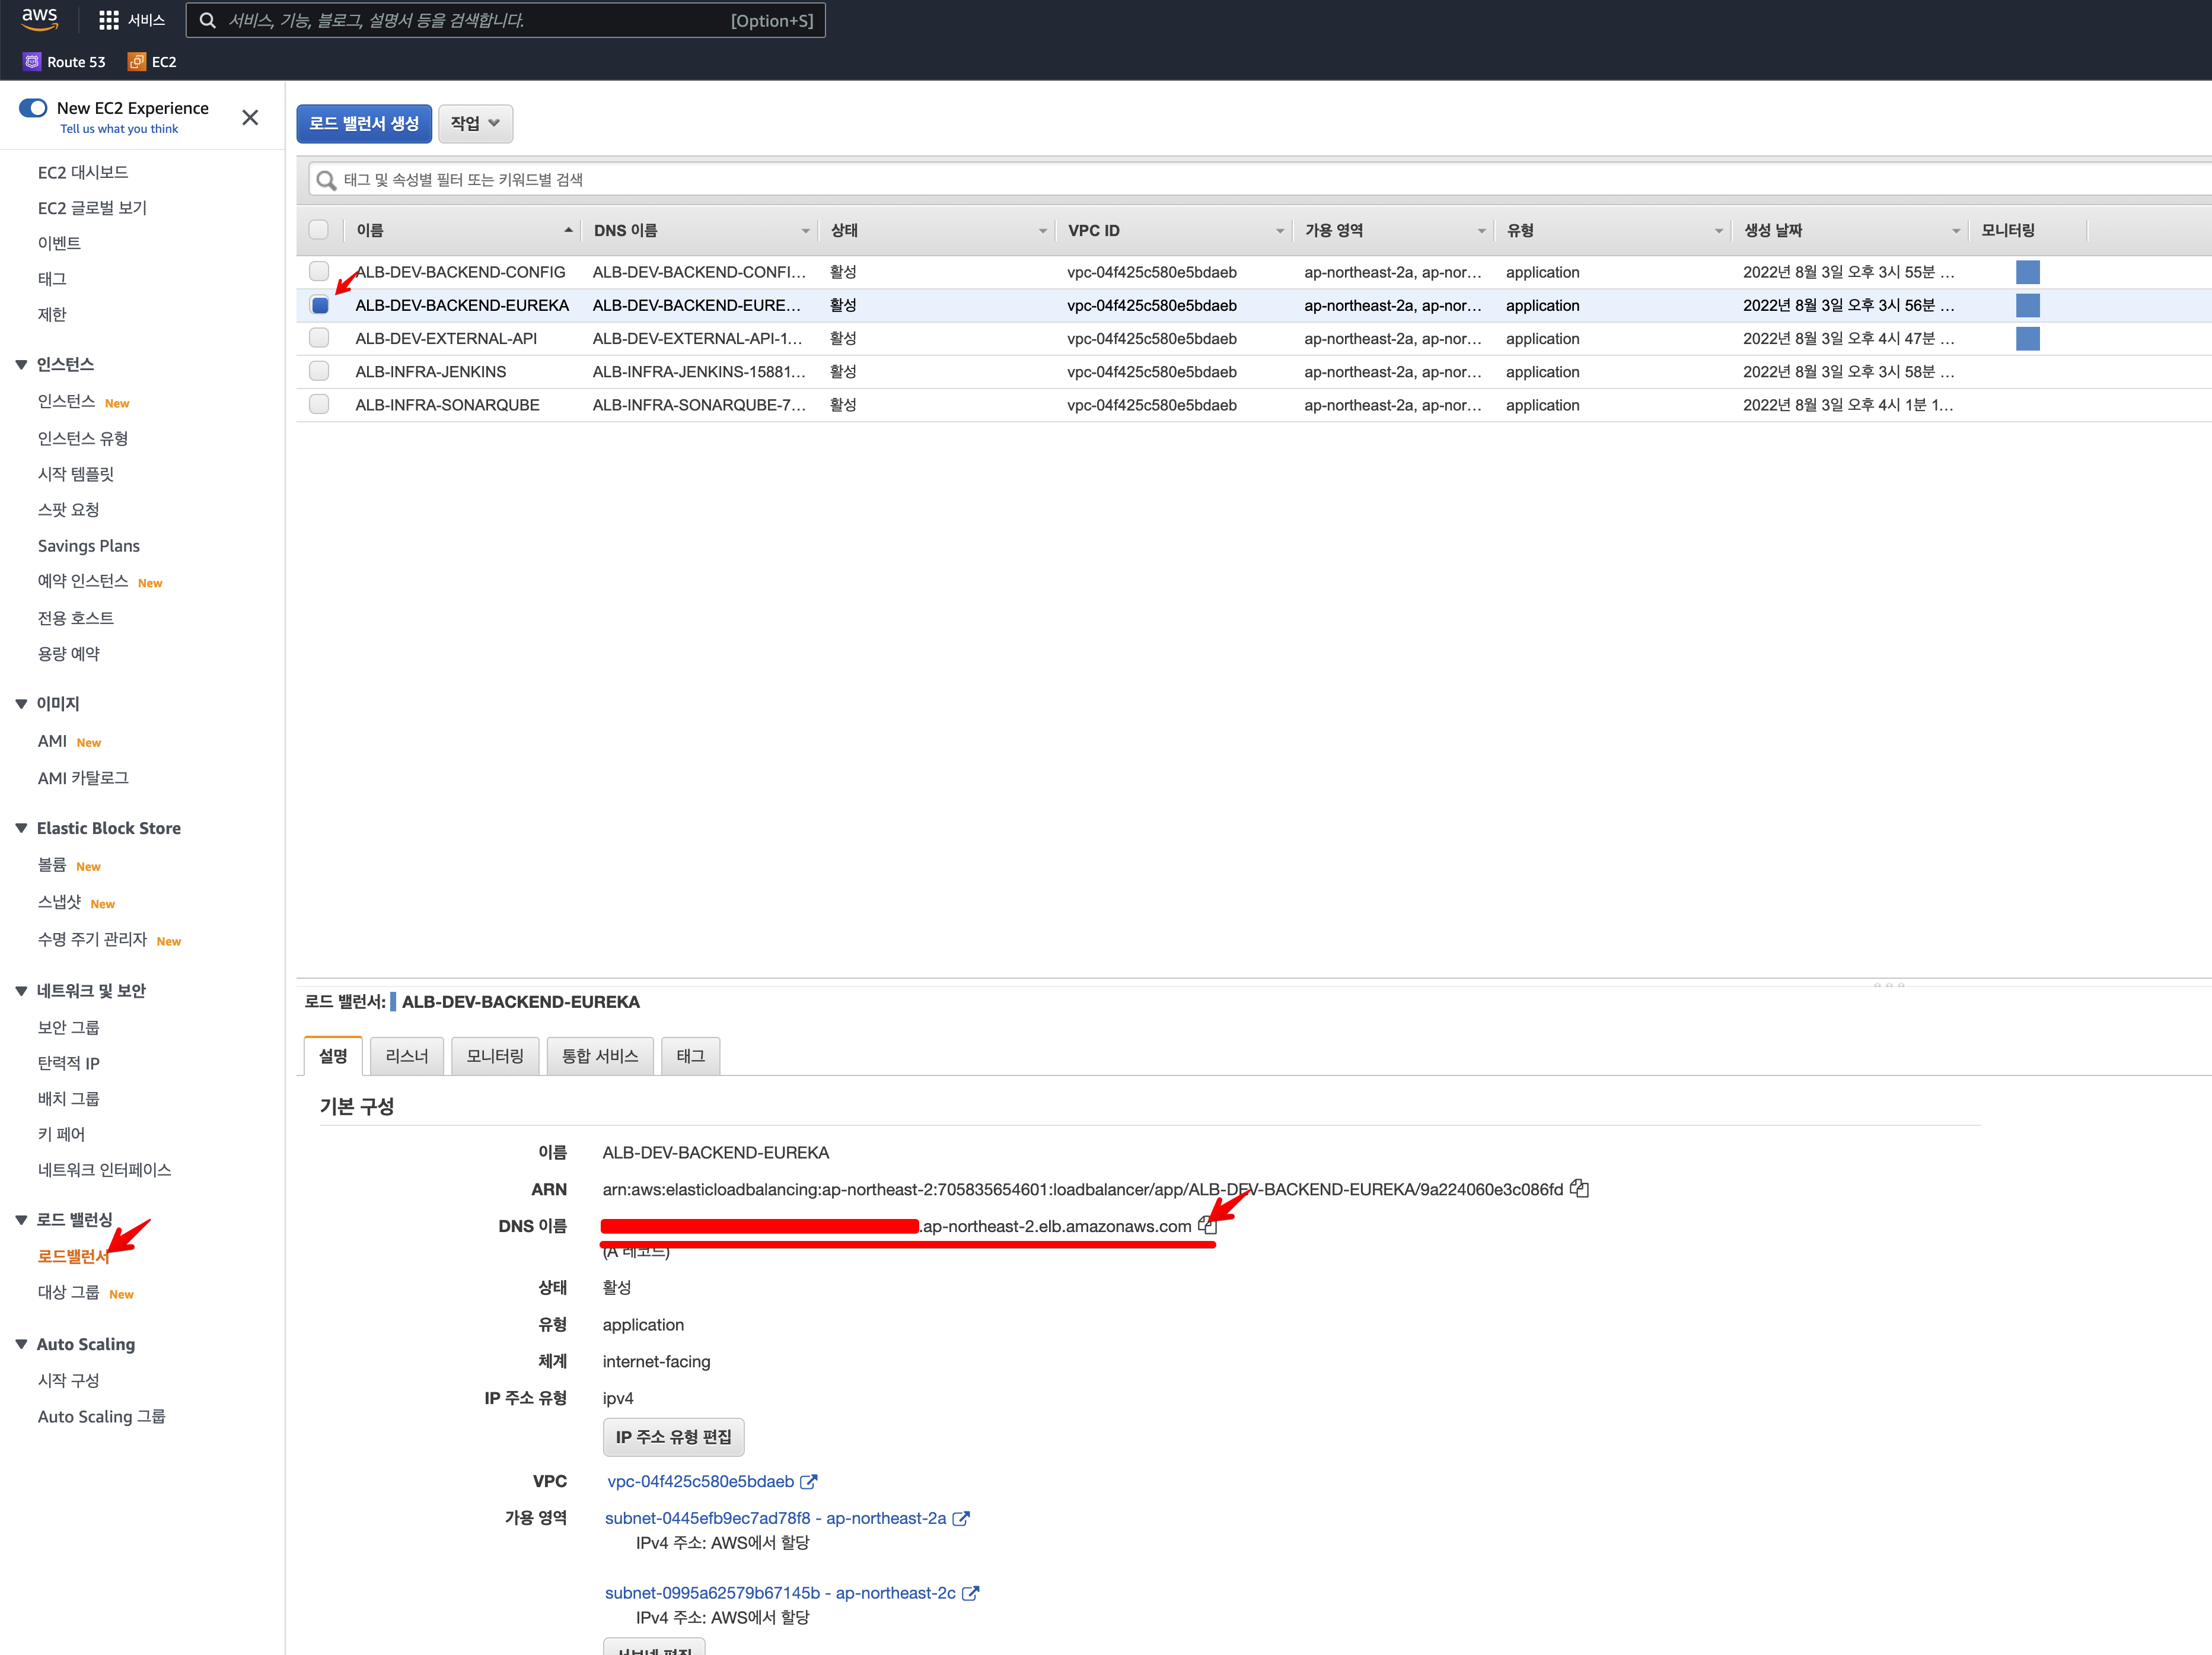 aws
서비스
서비스, 기능, 블로그, 설명서 등을 검색합니다.
[Option+S]
Route 53
EC2
New EC2 Experience
Tell us what you think
EC2 대시보드
EC2 글로벌 보기
이벤트
태그
제한
인스턴스
인스턴스 New
인스턴스 유형
시작 템플릿
스팟 요청
Savings Plans
예약 인스턴스 New
전용 호스트
용량 예약
이미지
AMI New
AMI 카탈로그
Elastic Block Store
볼륨 New
스냅샷 New
수명 주기 관리자 New
네트워크 및 보안
보안 그룹
탄력적 IP
배치 그룹
키 페어
네트워크 인터페이스
로드 밸런싱
로드밸런서
대상 그룹 New
Auto Scaling
시작 구성
Auto Scaling 그룹
로드 밸런서 생성
작업
태그 및 속성별 필터 또는 키워드별 검색
이름 DNS 이름 상태 VPC ID 가용 영역 유형 생성 날짜 모니터링
ALB-DEV-BACKEND-CONFIG ALB-DEV-BACKEND-CONFI... 활성 vpc-04f425c580e5bdaeb ap-northeast-2a, ap-nor... application 2022년 8월 3일 오후 3시 55분 ...
ALB-DEV-BACKEND-EUREKA ALB-DEV-BACKEND-EURE... 활성 vpc-04f425c580e5bdaeb ap-northeast-2a, ap-nor... application 2022년 8월 3일 오후 3시 56분 ...
ALB-DEV-EXTERNAL-API ALB-DEV-EXTERNAL-API-1... 활성 vpc-04f425c580e5bdaeb ap-northeast-2a, ap-nor... application 2022년 8월 3일 오후 4시 47분 ...
ALB-INFRA-JENKINS ALB-INFRA-JENKINS-15881... 활성 vpc-04f425c580e5bdaeb ap-northeast-2a, ap-nor... application 2022년 8월 3일 오후 3시 58분 ...
ALB-INFRA-SONARQUBE ALB-INFRA-SONARQUBE-7... 활성 vpc-04f425c580e5bdaeb ap-northeast-2a, ap-nor... application 2022년 8월 3일 오후 4시 1분 1...
로드 밸런서: ALB-DEV-BACKEND-EUREKA
설명 리스너 모니터링 통합 서비스 태그
기본 구성
이름 ALB-DEV-BACKEND-EUREKA
ARN arn:aws:elasticloadbalancing:ap-northeast-2:705835654601:loadbalancer/app/ALB-DEV-BACKEND-EUREKA/9a224060e3c086fd
DNS 이름 .ap-northeast-2.elb.amazonaws.com
(A 레코드)
상태 활성
유형 application
체계 internet-facing
IP 주소 유형 ipv4
IP 주소 유형 편집
VPC vpc-04f425c580e5bdaeb
가용 영역 subnet-0445efb9ec7ad78f8 - ap-northeast-2a
IPv4 주소: AWS에서 할당
subnet-0995a62579b67145b - ap-northeast-2c
IPv4 주소: AWS에서 할당